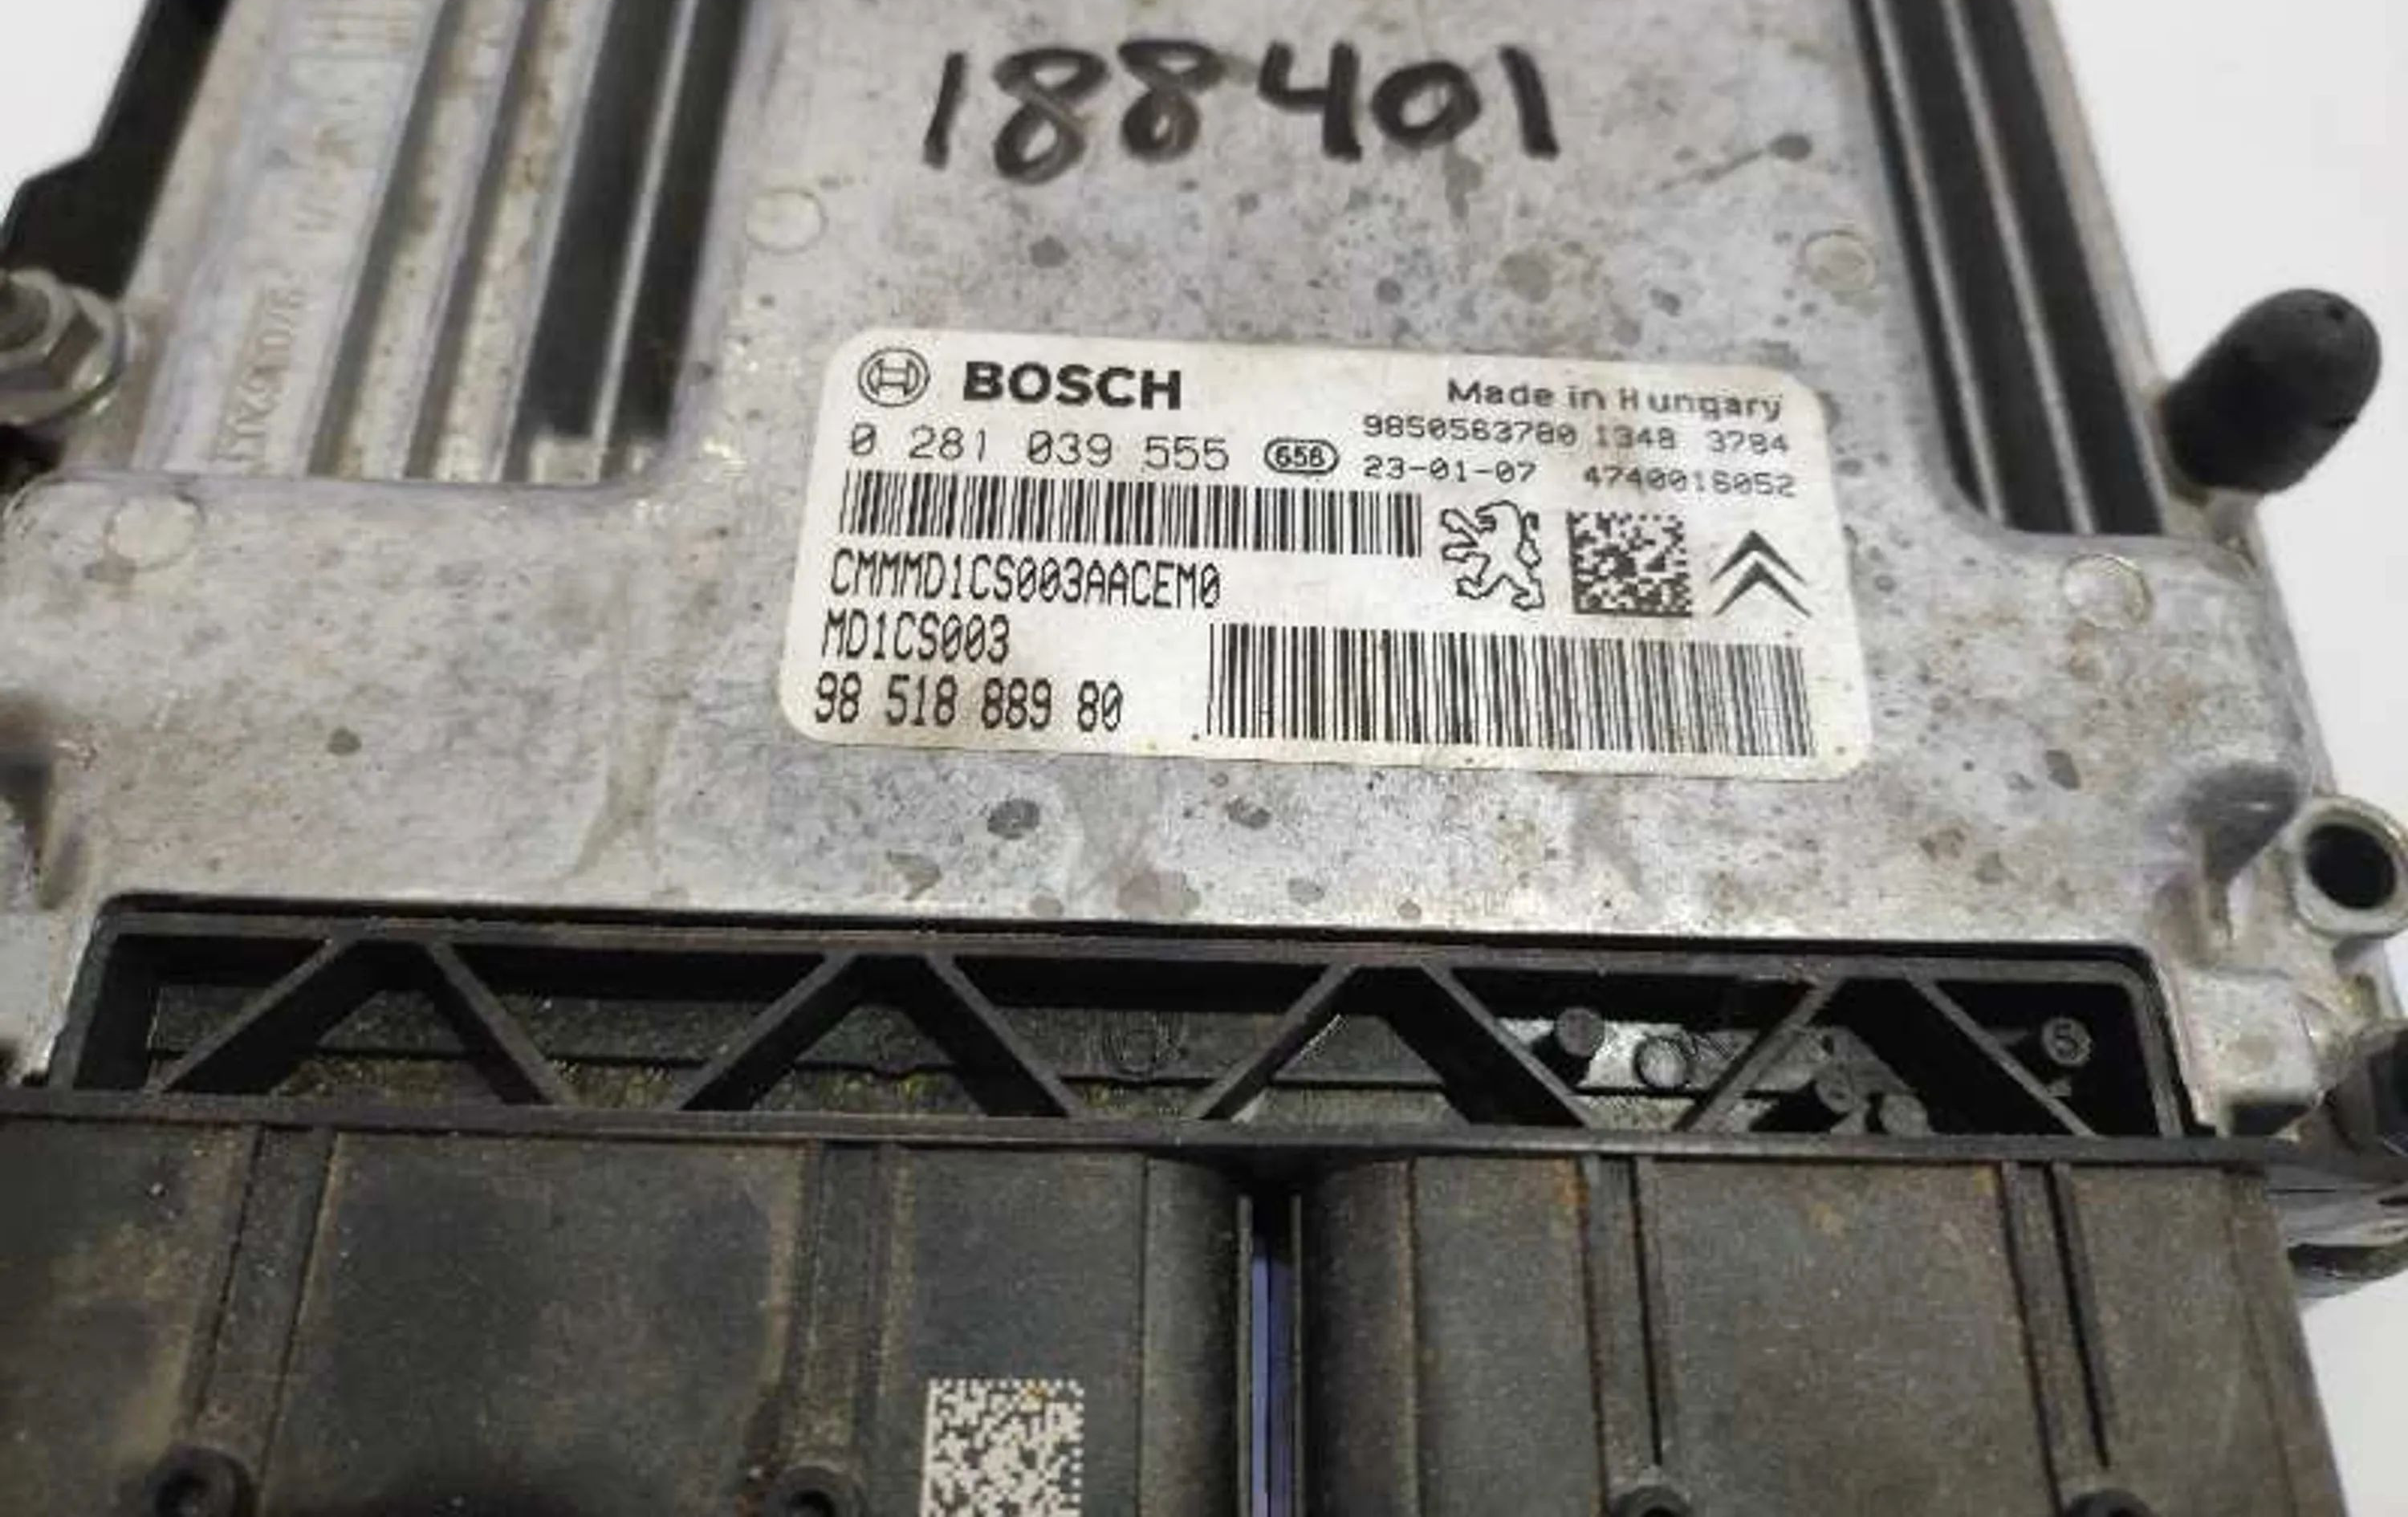 188401
BOSCH
Made in Hungary
0 281 039 555 658
9850563780 1348 3784
23-01-07 4740016052
CMMMD1CS003AACEM0
MD1CS003
98 518 889 80
5